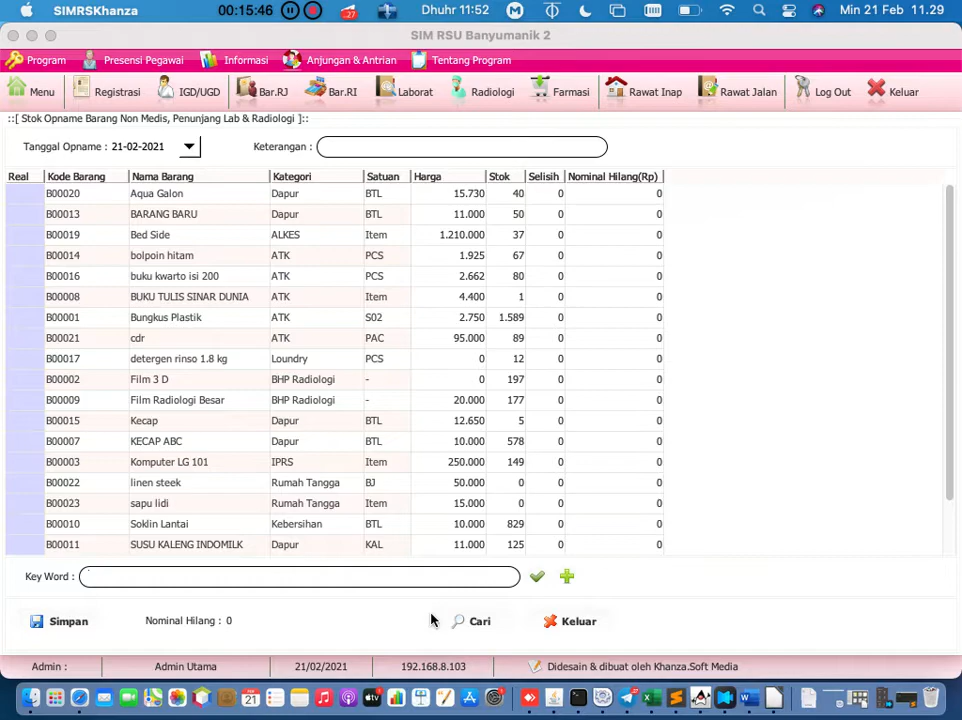 SIMRSKhanza 00:15:46 Dhuhr 11:52 Min 21 Feb 11.29
SIM RSU Banyumanik 2
Program Presensi Pegawai Informasi Anjungan & Antrian Tentang Program
Menu Registrasi IGD/UGD Bar.RJ Bar.RI Laborat Radiologi Farmasi Rawat Inap Rawat Jalan Log Out Keluar
::[ Stok Opname Barang Non Medis, Penunjang Lab & Radiologi ]::
Tanggal Opname : 21-02-2021 Keterangan :
Real Kode Barang Nama Barang Kategori Satuan Harga Stok Selisih Nominal Hilang(Rp)
B00020 Aqua Galon Dapur BTL 15.730 40 0 0
B00013 BARANG BARU Dapur BTL 11.000 50 0 0
B00019 Bed Side ALKES Item 1.210.000 37 0 0
B00014 bolpoin hitam ATK PCS 1.925 67 0 0
B00016 buku kwarto isi 200 ATK PCS 2.662 80 0 0
B00008 BUKU TULIS SINAR DUNIA ATK Item 4.400 1 0 0
B00001 Bungkus Plastik ATK S02 2.750 1.589 0 0
B00021 cdr ATK PAC 95.000 89 0 0
B00017 detergen rinso 1.8 kg Loundry PCS 0 12 0 0
B00002 Film 3 D BHP Radiologi - 0 197 0 0
B00009 Film Radiologi Besar BHP Radiologi - 20.000 177 0 0
B00015 Kecap Dapur BTL 12.650 5 0 0
B00007 KECAP ABC Dapur BTL 10.000 578 0 0
B00003 Komputer LG 101 IPRS Item 250.000 149 0 0
B00022 linen steek Rumah Tangga BJ 50.000 0 0 0
B00023 sapu lidi Rumah Tangga Item 15.000 0 0 0
B00010 Soklin Lantai Kebersihan BTL 10.000 829 0 0
B00011 SUSU KALENG INDOMILK Dapur KAL 11.000 125 0 0
Key Word :
Simpan Nominal Hilang : 0 Cari Keluar
Admin : Admin Utama 21/02/2021 192.168.8.103 Didesain & dibuat oleh Khanza.Soft Media